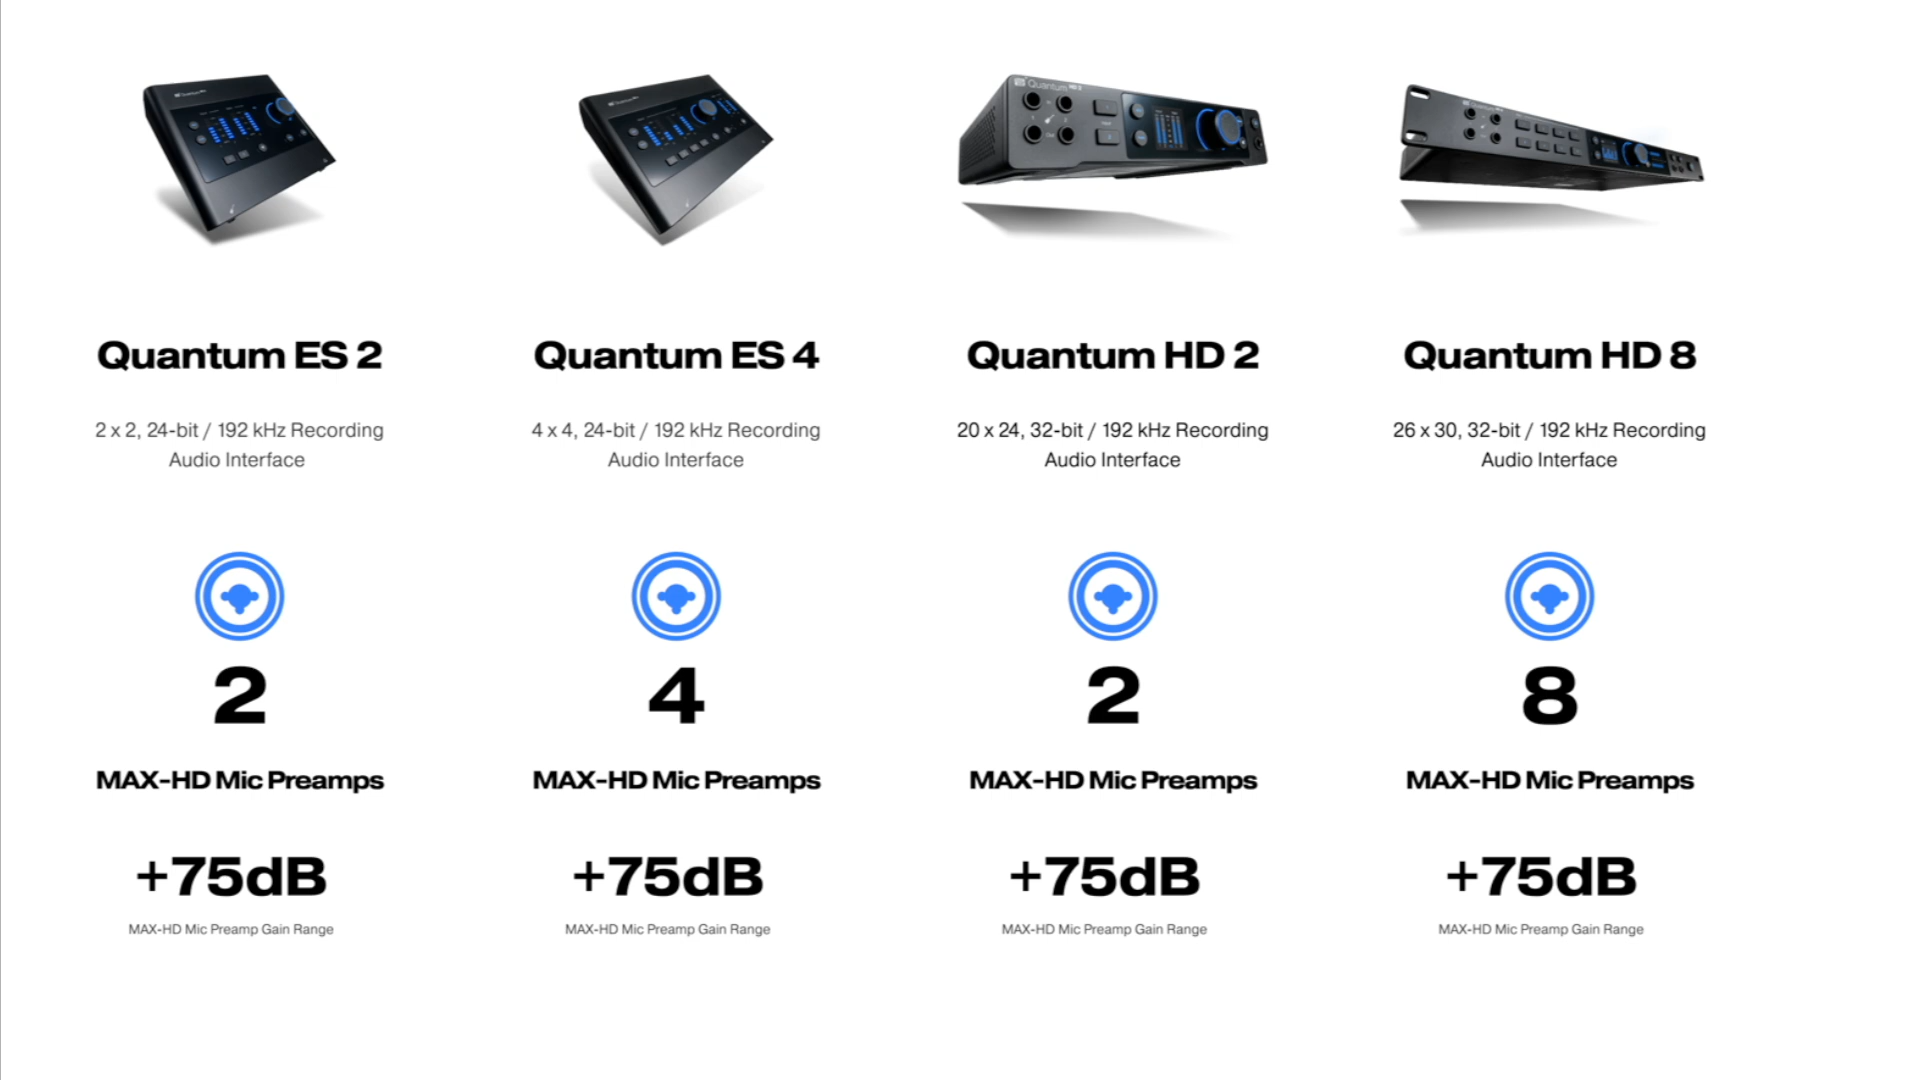 Quantum HD 2
Quantum ES 2
Quantum ES 4
Quantum HD 2
Quantum HD 8
2 x 2, 24-bit / 192 kHz Recording
Audio Interface
4 x 4, 24-bit / 192 kHz Recording
Audio Interface
20 x 24, 32-bit / 192 kHz Recording
Audio Interface
26 x 30, 32-bit / 192 kHz Recording
Audio Interface
2
4
2
8
MAX-HD Mic Preamps
MAX-HD Mic Preamps
MAX-HD Mic Preamps
MAX-HD Mic Preamps
+75dB
+75dB
+75dB
+75dB
MAX-HD Mic Preamp Gain Range
MAX-HD Mic Preamp Gain Range
MAX-HD Mic Preamp Gain Range
MAX-HD Mic Preamp Gain Range